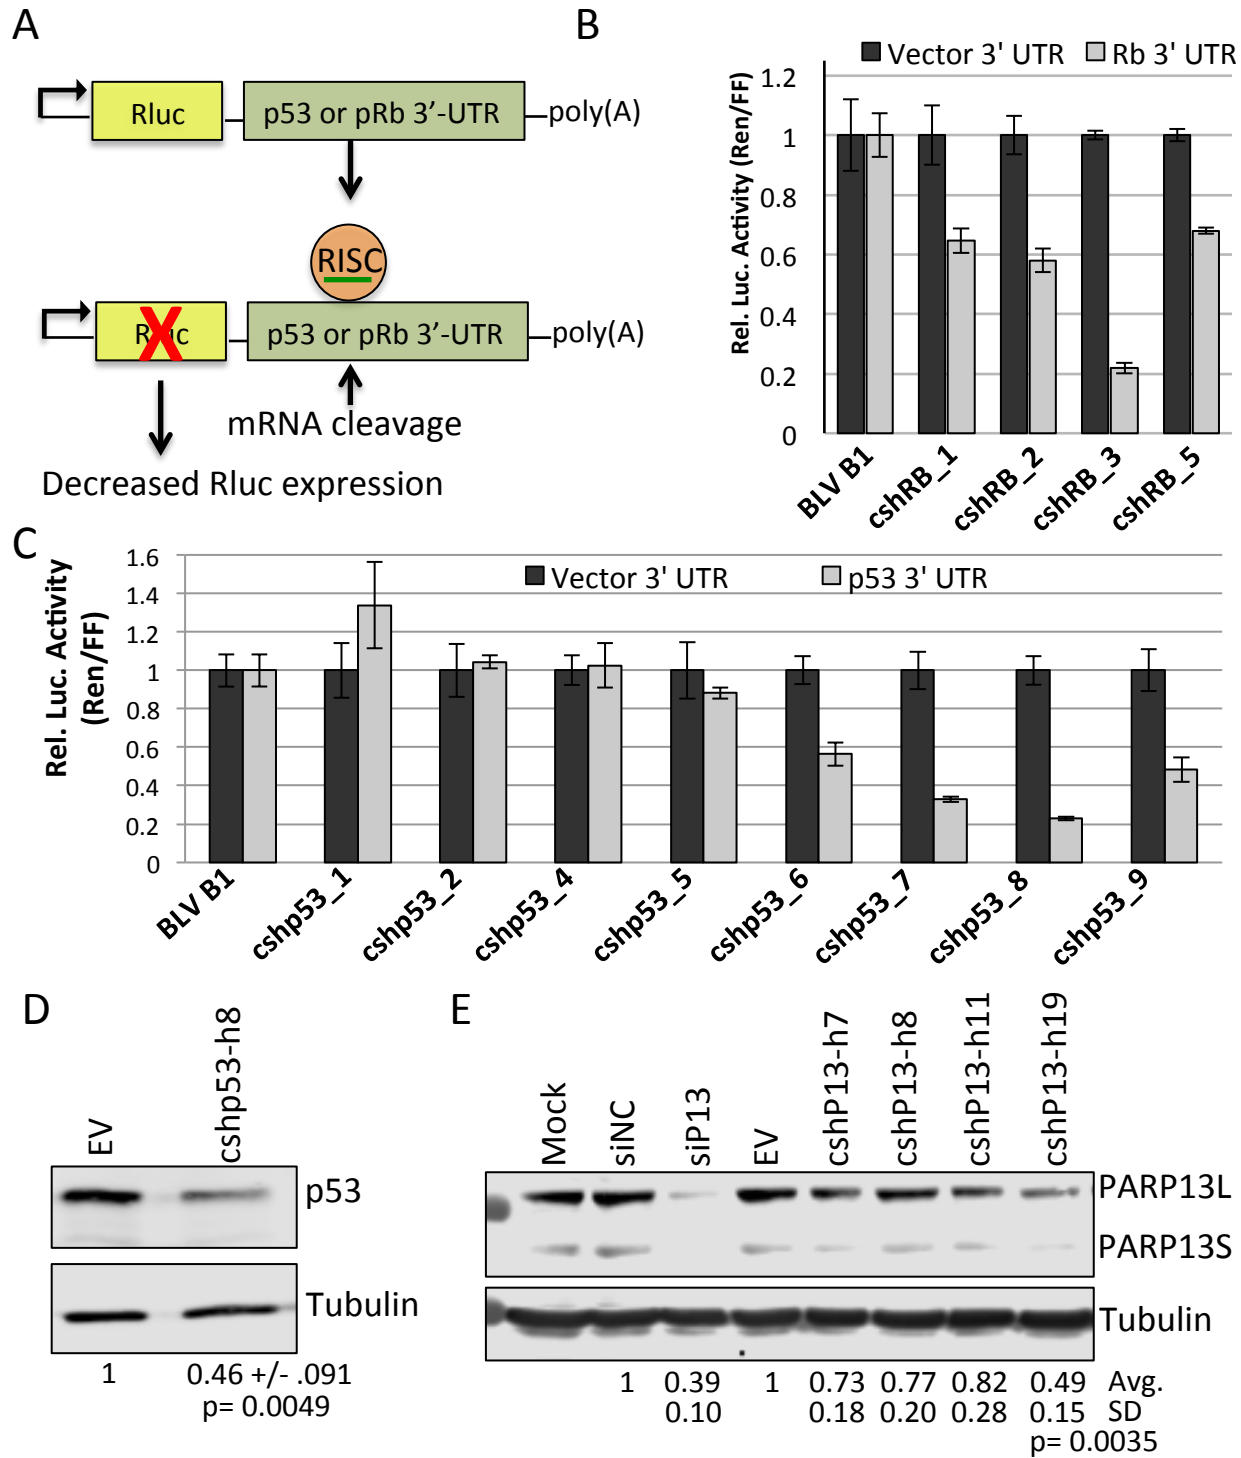 A
Rluc
p53 or pRb 3’-UTR
poly(A)
RISC
Rluc
X
p53 or pRb 3’-UTR
poly(A)
mRNA cleavage
Decreased Rluc expression
B
Vector 3' UTR
Rb 3' UTR
Rel. Luc. Activity (Ren/FF)
1.2
1
0.8
0.6
0.4
0.2
0
BLV B1
cshRB_1
cshRB_2
cshRB_3
cshRB_5
C
Rel. Luc. Activity
(Ren/FF)
Vector 3' UTR
p53 3' UTR
1.6
1.4
1.2
1
0.8
0.6
0.4
0.2
0
BLV B1
cshp53_1
cshp53_2
cshp53_4
cshp53_5
cshp53_6
cshp53_7
cshp53_8
cshp53_9
D
EV
cshp53-h8
p53
Tubulin
1 0.46 +/- .091
p= 0.0049
E
Mock
siNC
siP13
EV
cshP13-h7
cshP13-h8
cshP13-h11
cshP13-h19
PARP13L
PARP13S
Tubulin
1 0.39 1 0.73 0.77 0.82 0.49 Avg.
0.10 0.18 0.20 0.28 0.15 SD
p= 0.0035